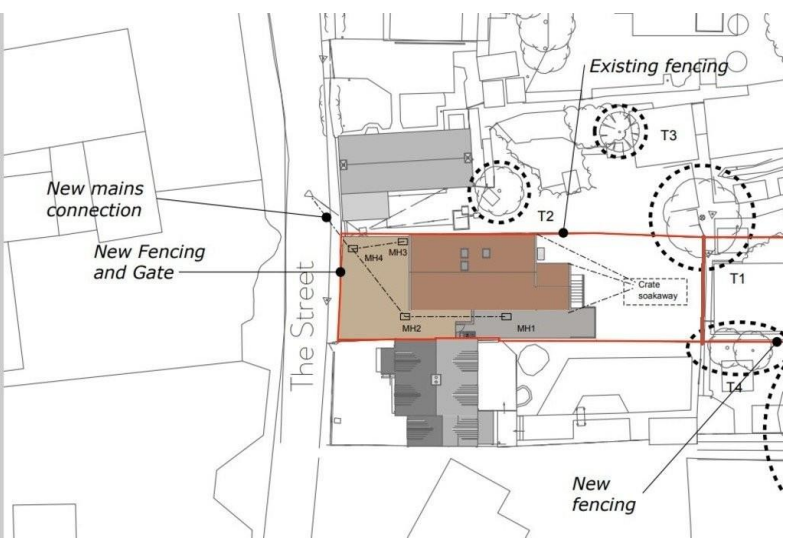 Existing fencing
T3
New mains
connection
T2
New Fencing
and Gate
MH3
MH4
T1
Crate
soakaway
The Street
MH2
MH1
T4
New
fencing